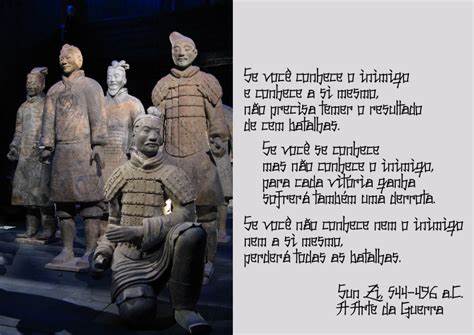 Se você conhece o inimigo
e conhece a si mesmo,
não precisa temer o resultado
de cem batalhas.
Se você se conhece
mas não conhece o inimigo,
para cada vitória ganha
sofrerá também uma derrota.
Se você não conhece nem o inimigo
nem a si mesmo,
perderá todas as batalhas.
Sun Zi, 544-496 a.C.
A Arte da Guerra